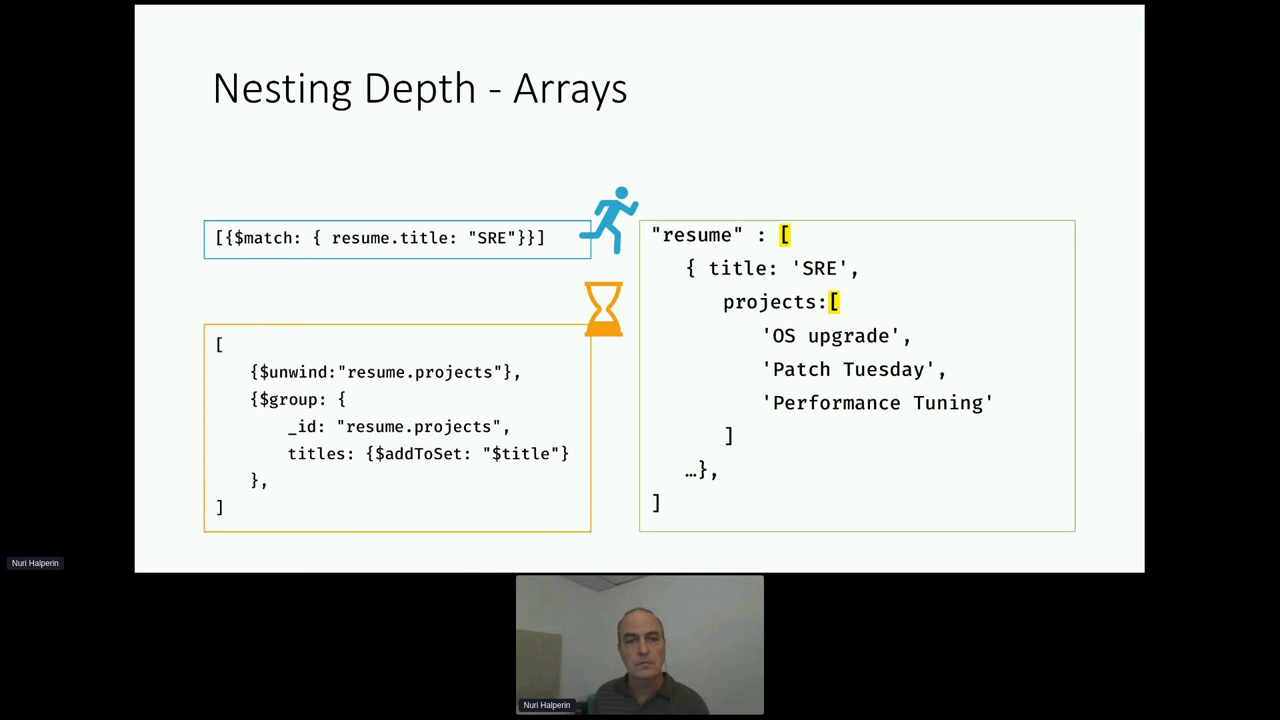 Nesting Depth - Arrays
[{$match: { resume.title: "SRE"}}]
[
{$unwind:"resume.projects"},
{$group: {
_id: "resume.projects",
titles: {$addToSet: "$title"}
},
]
"resume" : [
{ title: 'SRE',
projects:[
'OS upgrade',
'Patch Tuesday',
'Performance Tuning'
]
…},
]
Nuri Halperin
Nuri Halperin